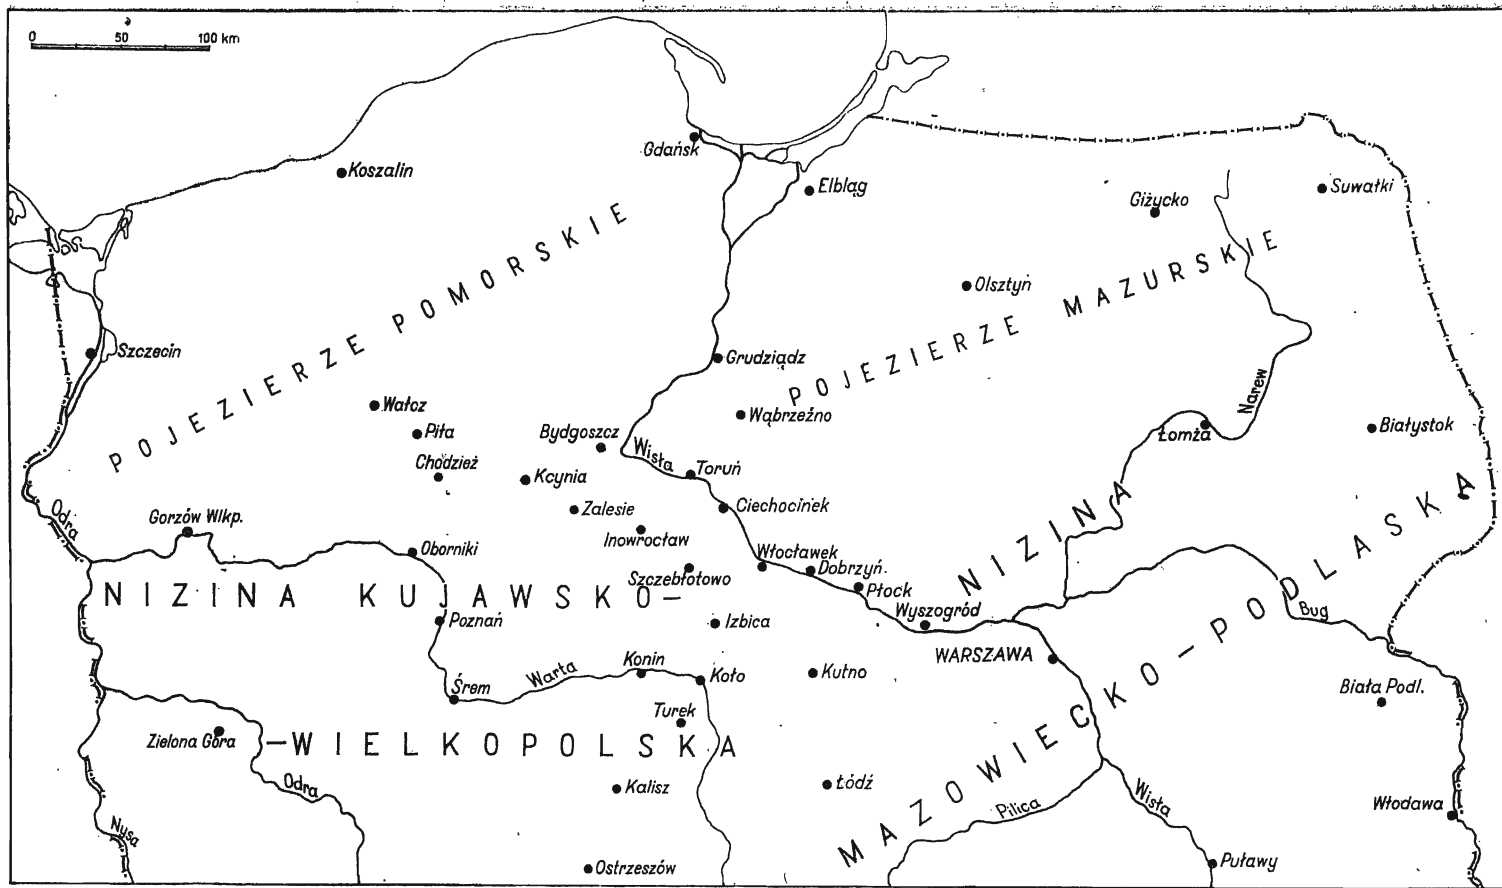 0 50 100 km
Gdańsk
Koszalin
Elbląg
Suwałki
Giżycko
POJEZIERZE POMORSKIE
Olsztyń
POJEZIERZE MAZURSKIE
Szczecin
Grudziądz
Wałcz
Wąbrzeźno
Narew
Piła
Bydgoszcz
Łomża
Białystok
Wisła
Chodzież
Toruń
Kcynia
Odra
Gorzów Wlkp.
Zalesie
Ciechocinek
Inowrocław
Oborniki
Włocławek
Dobrzyń.
Szczebłotowo
Płock
NIZINA KUJAWSKO-
NIZINA
Wyszogród
Bug
Poznań
Izbica
WARSZAWA
Konin
Warta
Koło
Kutno
Śrem
Biała Podl.
Turek
Zielona Góra
-WIELKOPOLSKA
MAZOWIECKO-PODLASKA
Odra
Kalisz
Łódź
Pilica
Wisła
Włodawa
Nysa
Ostrzeszów
Puławy